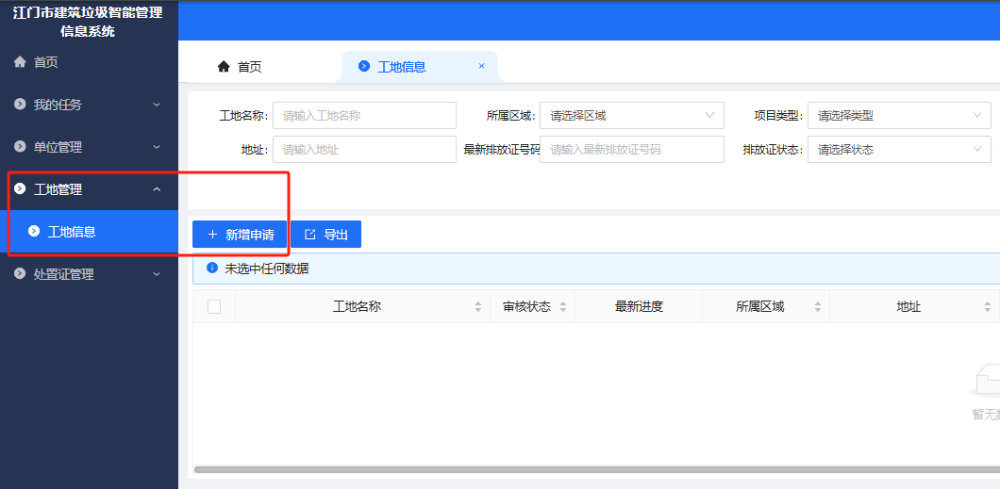 江门市建筑垃圾智能管理
信息系统
首页
我的任务
单位管理
工地管理
工地信息
处置证管理
首页
工地信息
×
工地名称:
请输入工地名称
所属区域:
请选择区域
项目类型:
请选择类型
地址:
请输入地址
最新排放证号码
请输入最新排放证号码
排放证状态:
请选择状态
+ 新增申请
导出
未选中任何数据
工地名称
审核状态
最新进度
所属区域
地址
暂无